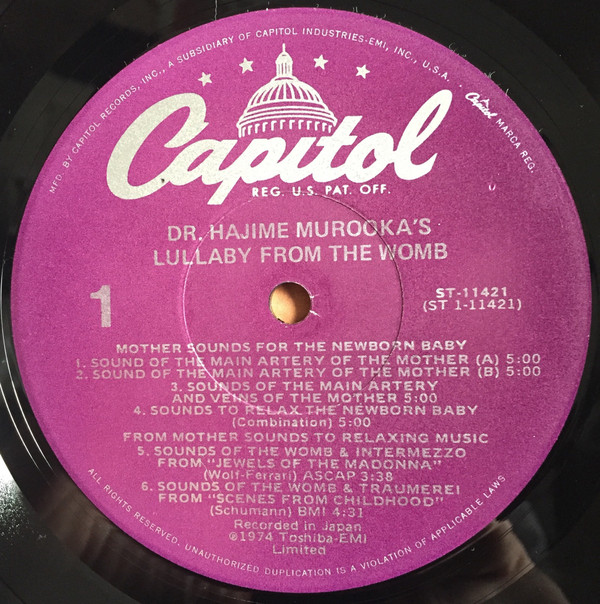 MFD. BY CAPITOL RECORDS, INC., A SUBSIDIARY OF CAPITOL INDUSTRIES-EMI, INC., U.S.A.
Capitol MARCA REG.
Capitol
REG. U.S. PAT. OFF.
DR. HAJIME MUROOKA'S
LULLABY FROM THE WOMB
1
ST-11421
(ST 1-11421)
MOTHER SOUNDS FOR THE NEWBORN BABY
1. SOUND OF THE MAIN ARTERY OF THE MOTHER (A) 5:00
2. SOUND OF THE MAIN ARTERY OF THE MOTHER (B) 5:00
3. SOUNDS OF THE MAIN ARTERY
AND VEINS OF THE MOTHER 5:00
4. SOUNDS TO RELAX THE NEWBORN BABY
(Combination) 5:00
FROM MOTHER SOUNDS TO RELAXING MUSIC
5. SOUNDS OF THE WOMB & INTERMEZZO
FROM "JEWELS OF THE MADONNA"
(Wolf-Ferrari) ASCAP 3:38
6. SOUNDS OF THE WOMB & TRAUMEREI
FROM "SCENES FROM CHILDHOOD"
(Schumann) BMI 4:31
Recorded in Japan
℗1974 Toshiba-EMI
Limited
ALL RIGHTS RESERVED. UNAUTHORIZED DUPLICATION IS A VIOLATION OF APPLICABLE LAWS